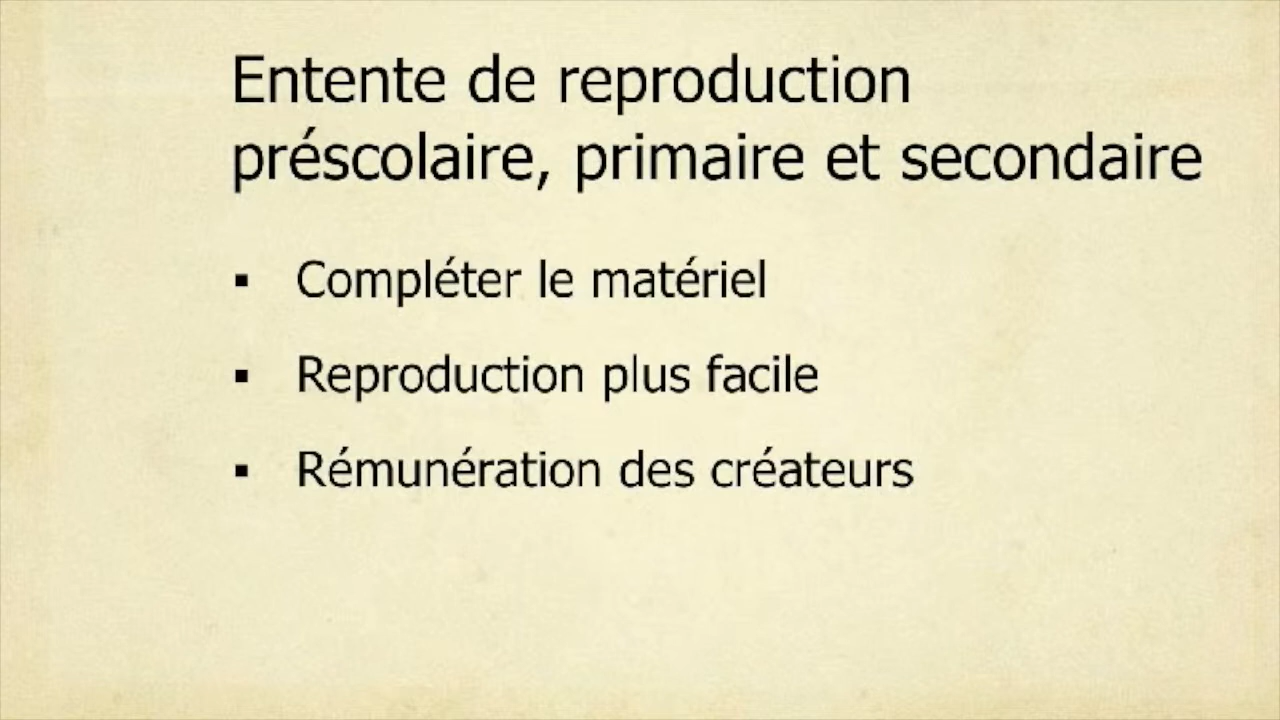 Entente de reproduction
préscolaire, primaire et secondaire
▪ Compléter le matériel
▪ Reproduction plus facile
▪ Rémunération des créateurs